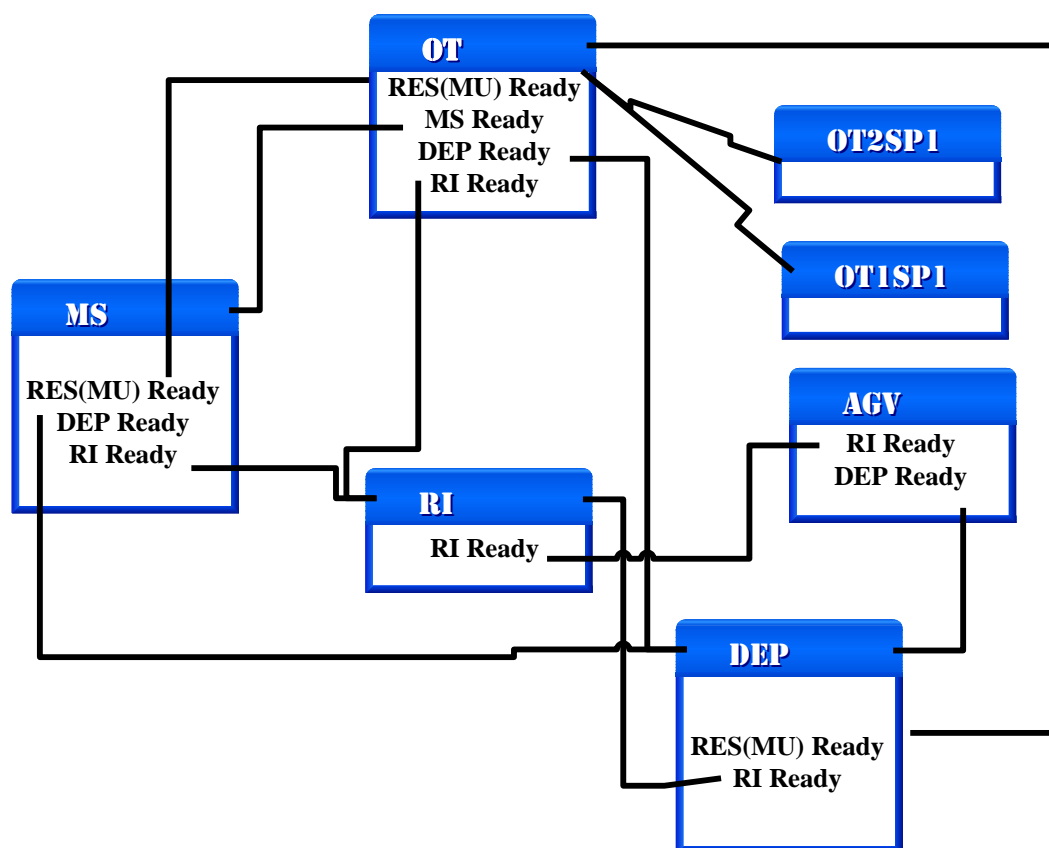 OT
RES(MU) Ready
MS Ready
DEP Ready
RI Ready
OT2SP1
OT1SP1
MS
RES(MU) Ready
DEP Ready
RI Ready
AGV
RI Ready
DEP Ready
RI
RI Ready
DEP
RES(MU) Ready
RI Ready